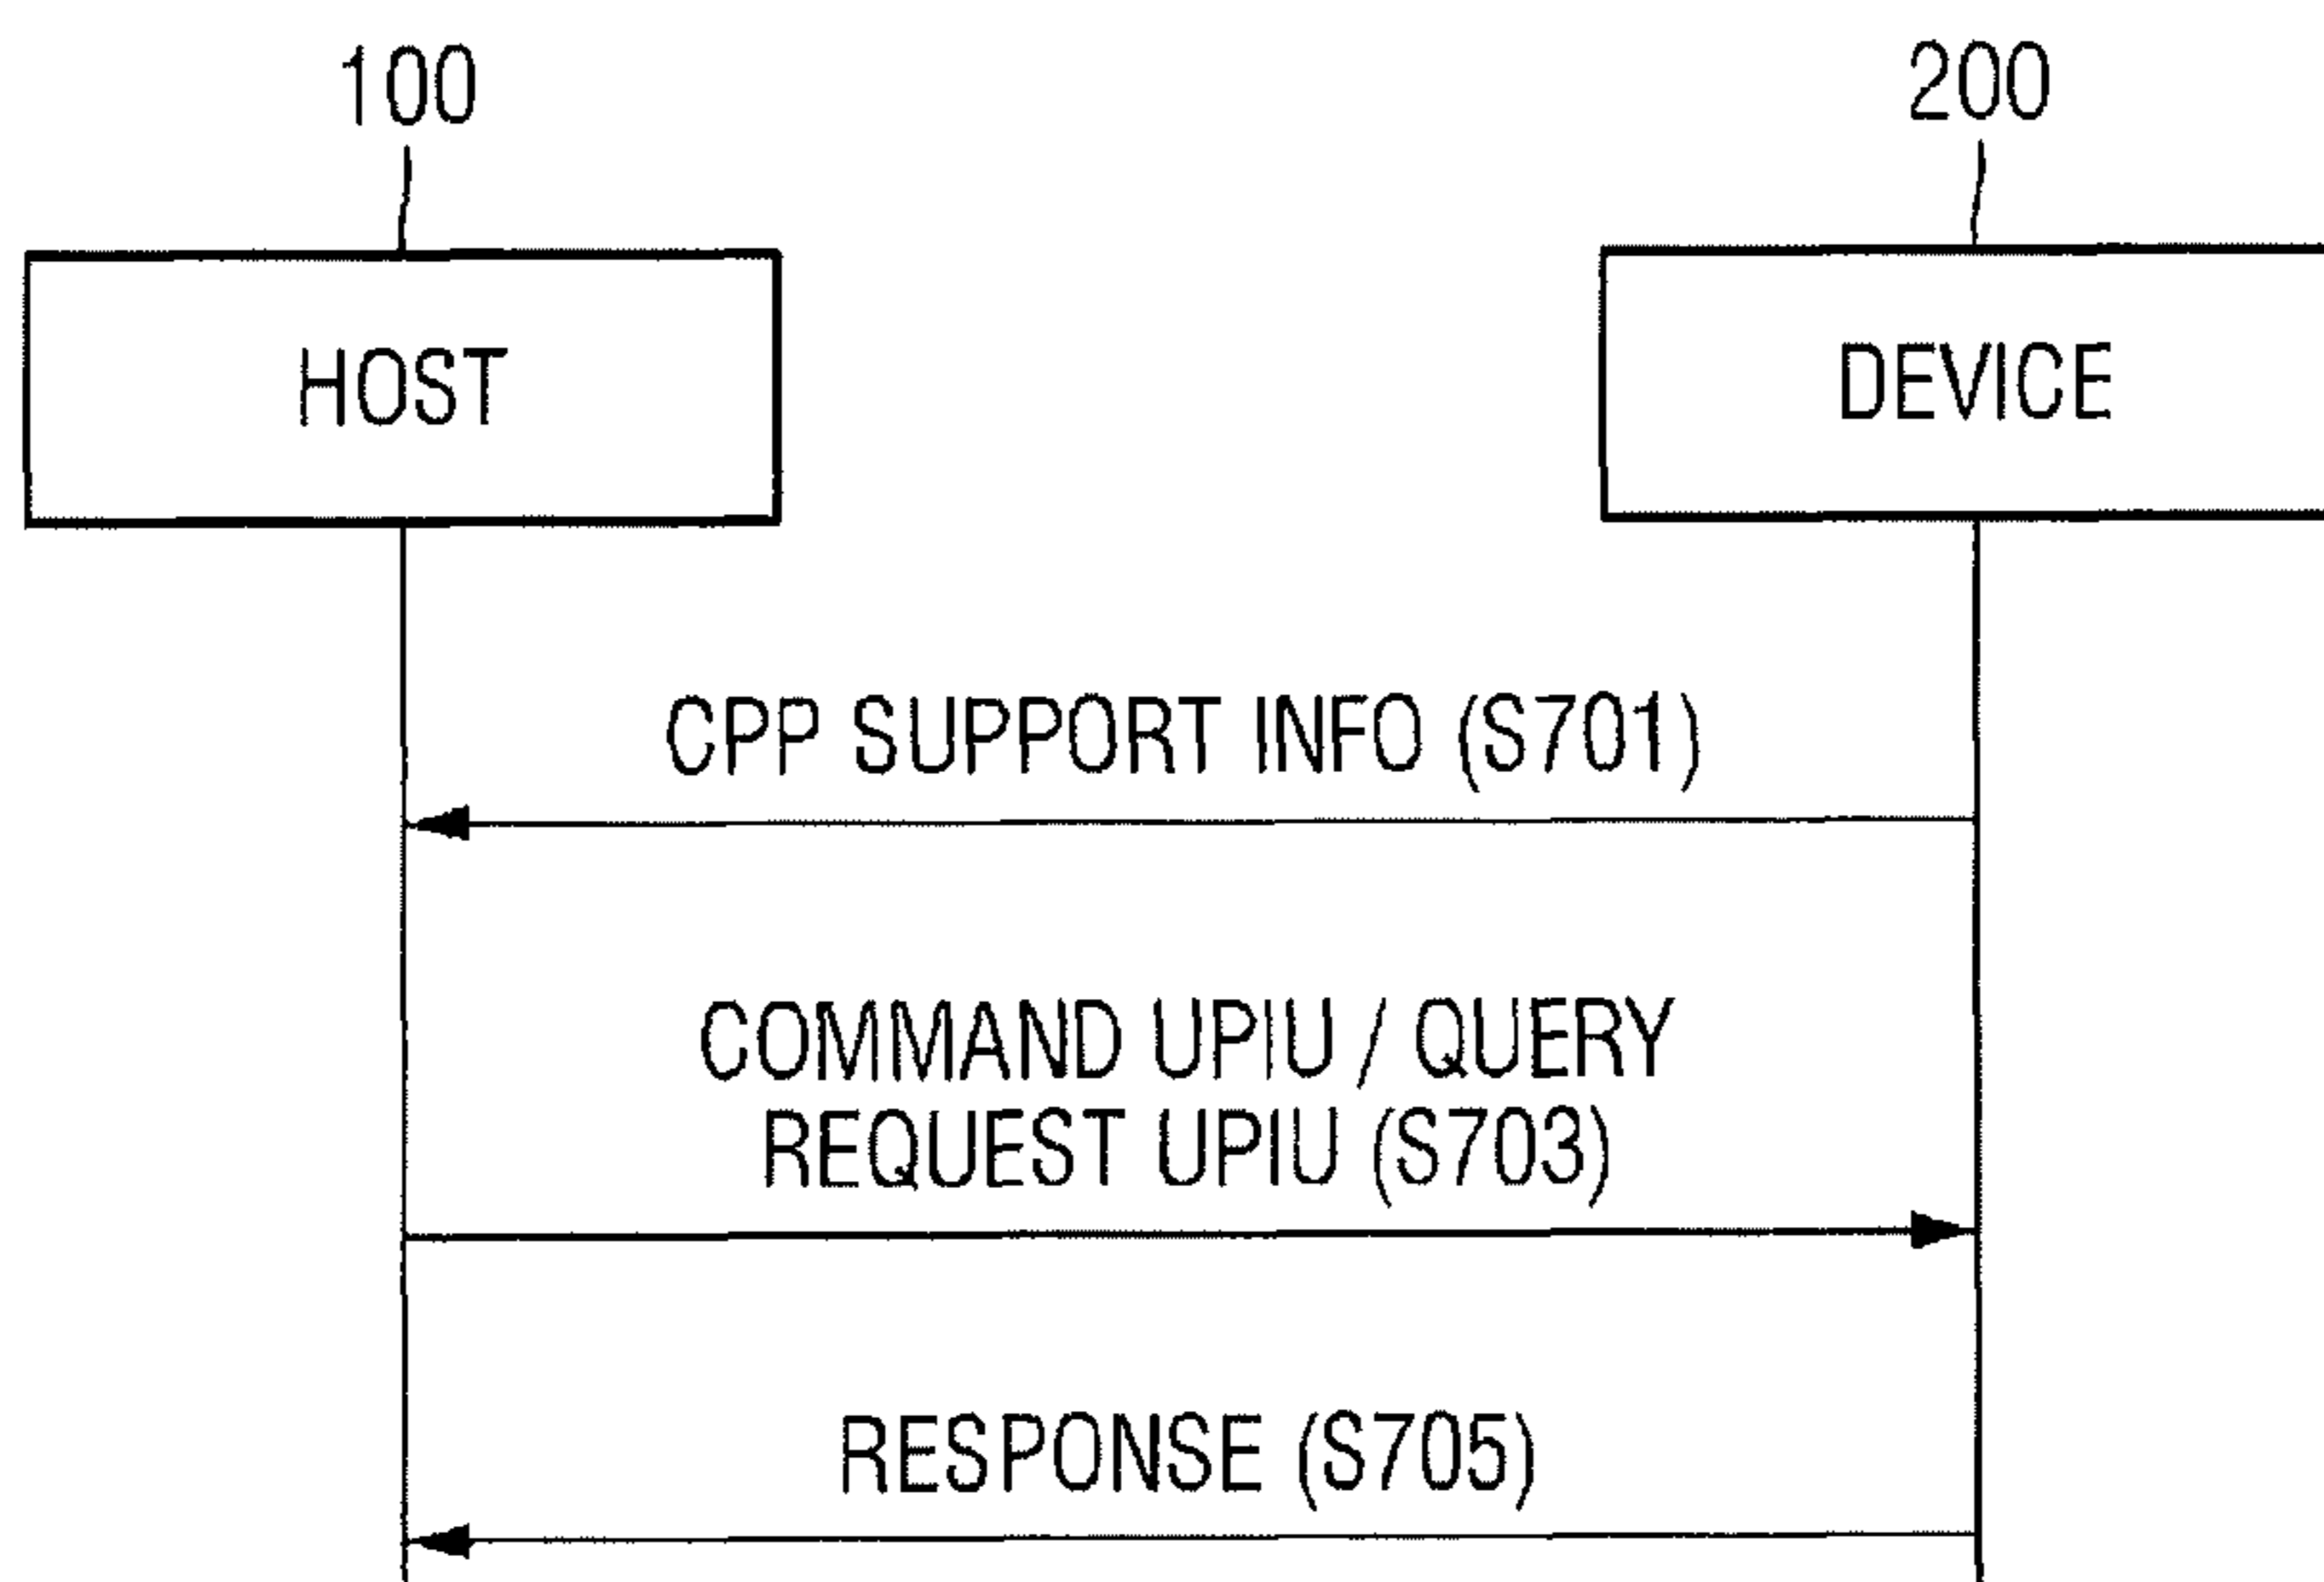 100
200
HOST
DEVICE
CPP SUPPORT INFO (S701)
COMMAND UPIU / QUERY
REQUEST UPIU (S703)
RESPONSE (S705)